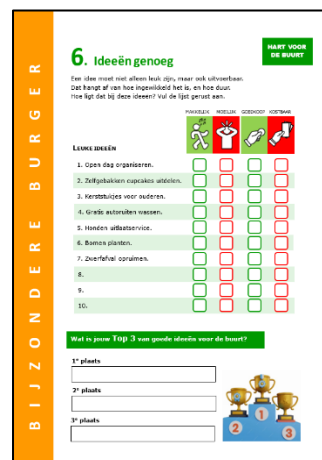 BIJZONDERE BURGER
HART VOOR
DE BUURT
6. Ideeën genoeg
Een idee moet niet alleen leuk zijn, maar ook uitvoerbaar.
Dat hangt af van hoe ingewikkeld het is, en hoe duur.
Hoe ligt dat bij deze ideeën? Vul de lijst gerust aan.
MAKKELIJK MOEILIJK GOEDKOOP KOSTBAAR
LEUKE IDEEËN
1. Open dag organiseren.
2. Zelfgebakken cupcakes uitdelen.
3. Kerststukjes voor ouderen.
4. Gratis autoruiten wassen.
5. Honden uitlaatservice.
6. Bomen planten.
7. Zwerfafval opruimen.
8.
9.
10.
Wat is jouw Top 3 van goede ideeën voor de buurt?
1e plaats
2e plaats
3e plaats
1
2
3